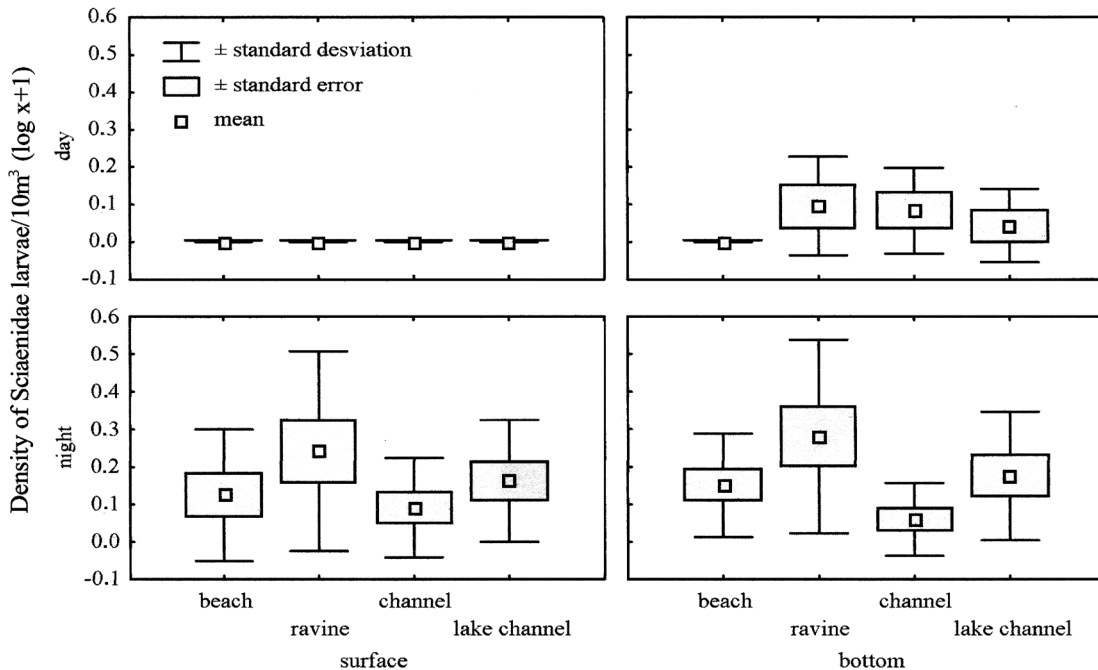 Density of Sciaenidae larvae/10m³ (log x+1)
day
0.6
0.5
0.4
0.3
0.2
0.1
0.0
-0.1
± standard desviation
± standard error
mean
night
0.6
0.5
0.4
0.3
0.2
0.1
0.0
-0.1
beach
channel
beach
channel
ravine
lake channel
ravine
lake channel
surface
bottom